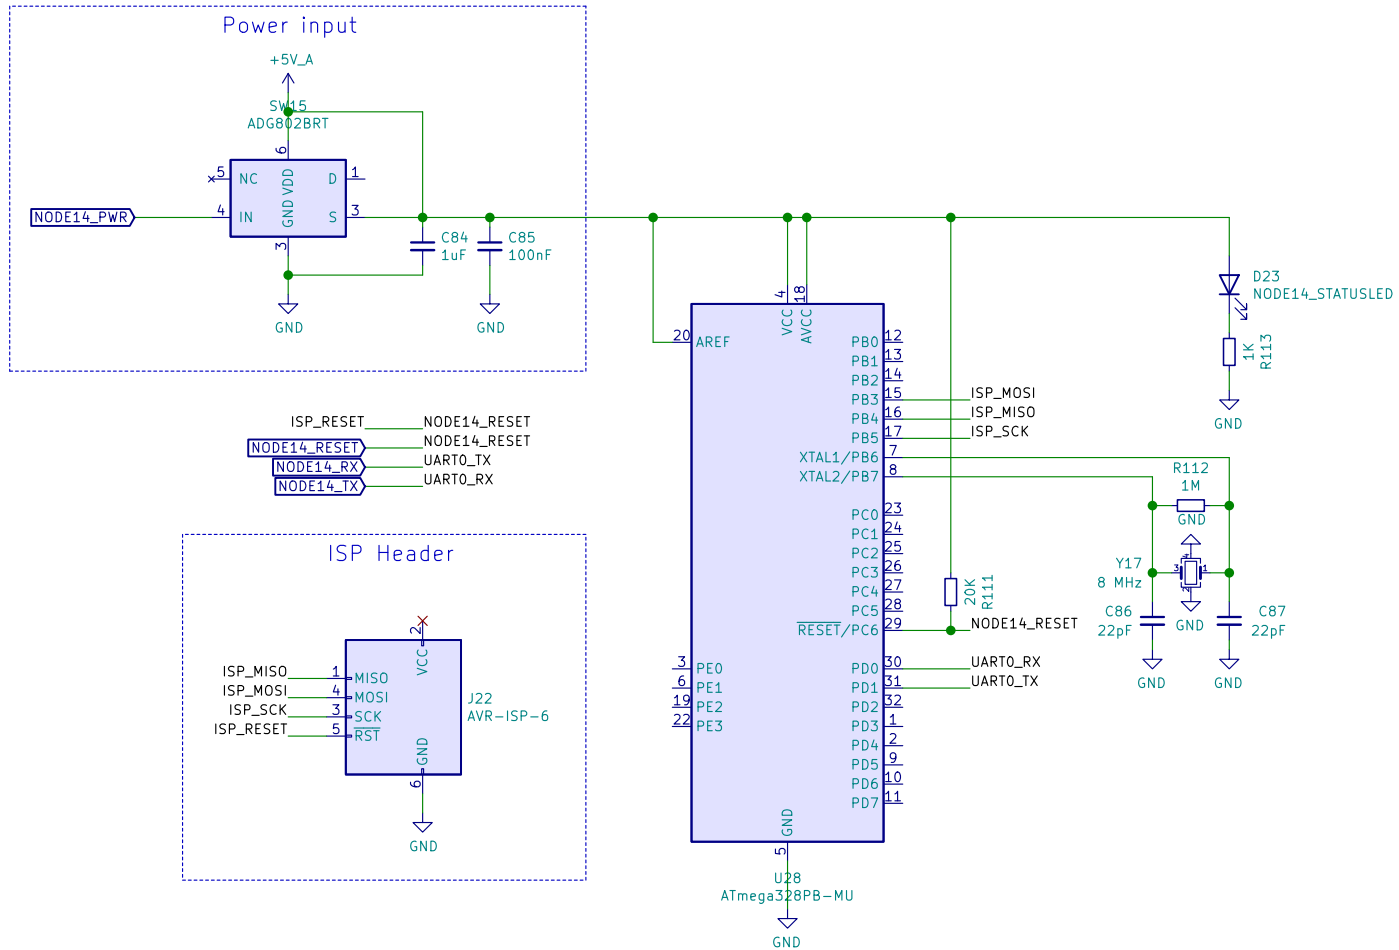 Power input
+5V_A
SW15
ADG802BRT
6
5
NC
VDD
GND
D
1
NODE14_PWR
4
IN
S
3
3
C84
1uF
C85
100nF
GND
GND
ISP_RESET
NODE14_RESET
NODE14_RESET
NODE14_RESET
NODE14_RX
UART0_TX
NODE14_TX
UART0_RX
ISP Header
2
VCC
ISP_MISO
1
MISO
ISP_MOSI
4
MOSI
ISP_SCK
3
SCK
ISP_RESET
5
RST
GND
6
J22
AVR-ISP-6
GND
4
VCC
18
AVCC
20
AREF
PB0
12
PB1
13
PB2
14
PB3
15
ISP_MOSI
PB4
16
ISP_MISO
PB5
17
ISP_SCK
XTAL1/PB6
7
XTAL2/PB7
8
PC0
23
PC1
24
PC2
25
PC3
26
PC4
27
PC5
28
RESET/PC6
29
NODE14_RESET
3
PE0
6
PE1
19
PE2
22
PE3
PD0
30
UART0_RX
PD1
31
UART0_TX
PD2
32
PD3
1
PD4
2
PD5
9
PD6
10
PD7
11
GND
5
U28
ATmega328PB-MU
GND
20K
R111
D23
NODE14_STATUSLED
1K
R113
GND
R112
1M
GND
Y17
8 MHz
4
3
1
2
GND
C86
22pF
C87
22pF
GND
GND